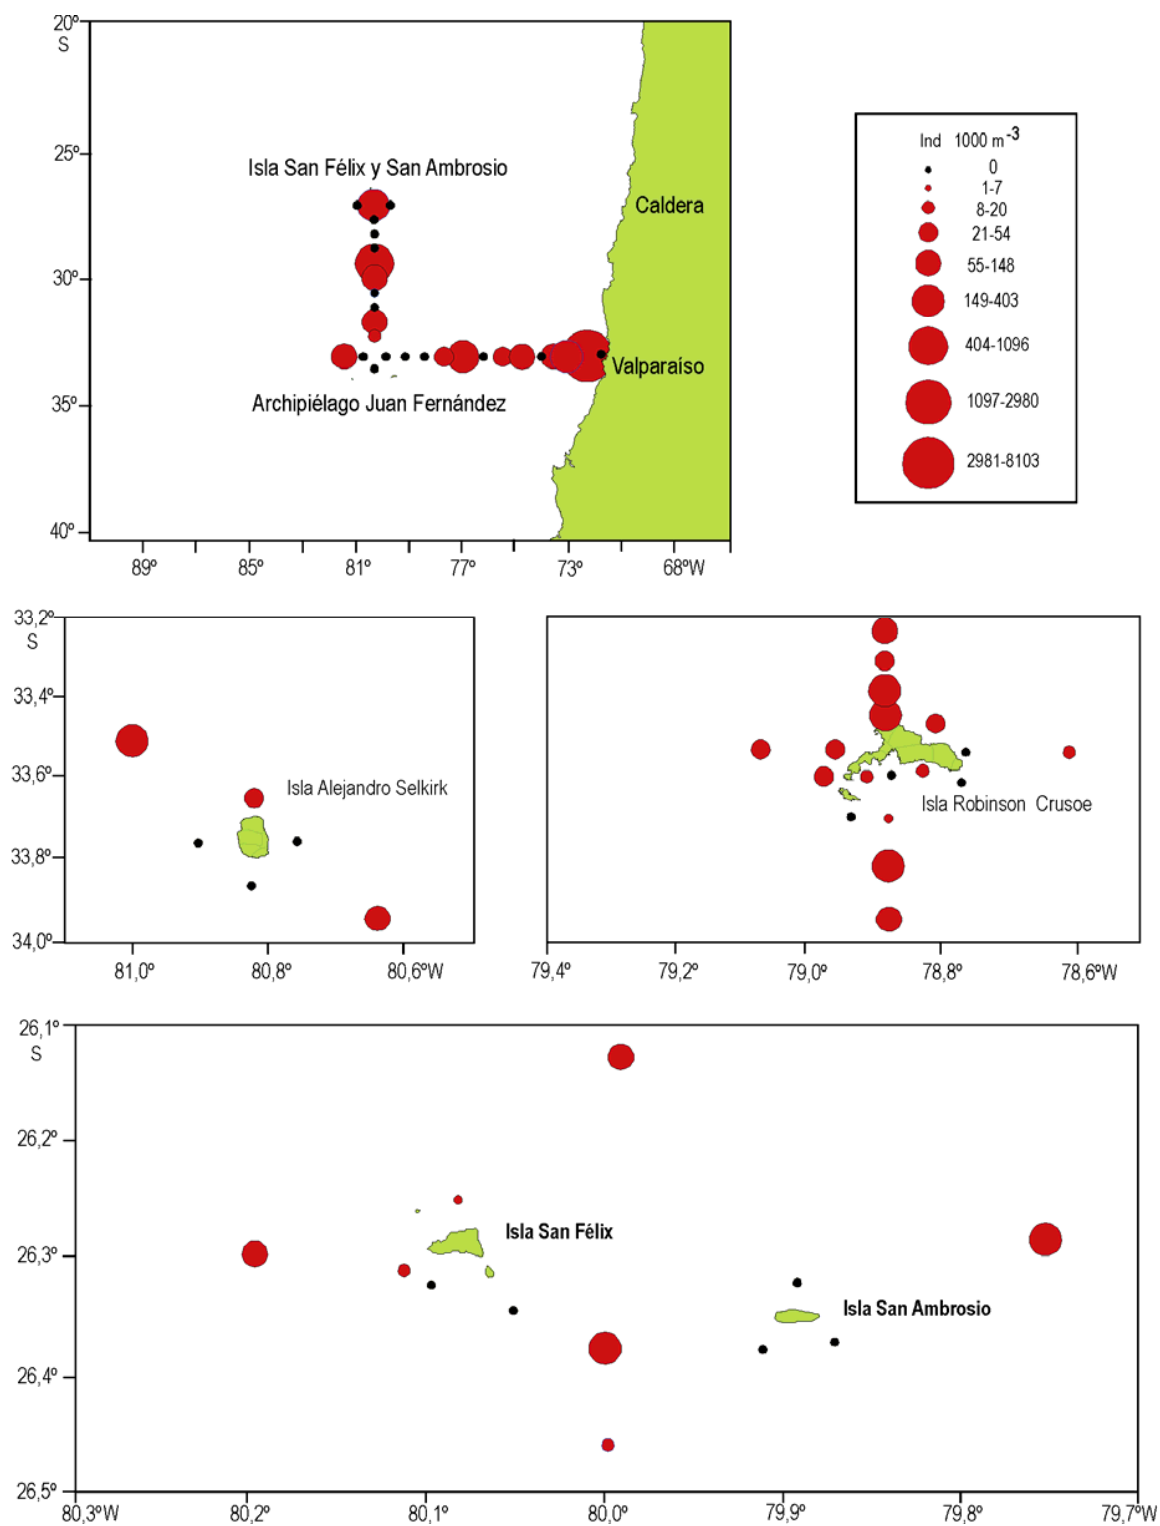 20º
S
25º
30º
35º
40º
Isla San Félix y San Ambrosio
Caldera
Valparaíso
Archipiélago Juan Fernández
89º 85º 81º 77º 73º 68ºW
Ind 1000 m-3
0
1-7
8-20
21-54
55-148
149-403
404-1096
1097-2980
2981-8103
33,2º
S
33,4º
33,6º
33,8º
34,0º
Isla Alejandro Selkirk
81,0º 80,8º 80,6ºW
Isla Robinson Crusoe
79,4º 79,2º 79,0º 78,8º 78,6ºW
26,1º
S
26,2º
26,3º
26,4º
26,5º
Isla San Félix
Isla San Ambrosio
80,3ºW 80,2º 80,1º 80,0º 79,9º 79,8º 79,7ºW